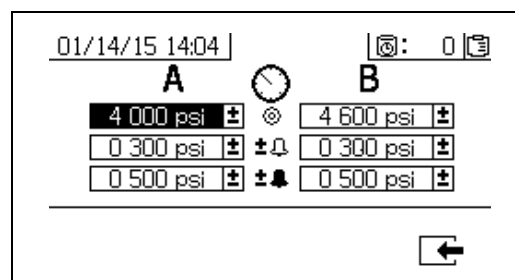 01/14/15 14:04 : 0
A B
4 000 psi ± 4 600 psi ±
0 300 psi ± ± 0 300 psi ±
0 500 psi ± ± 0 500 psi ±